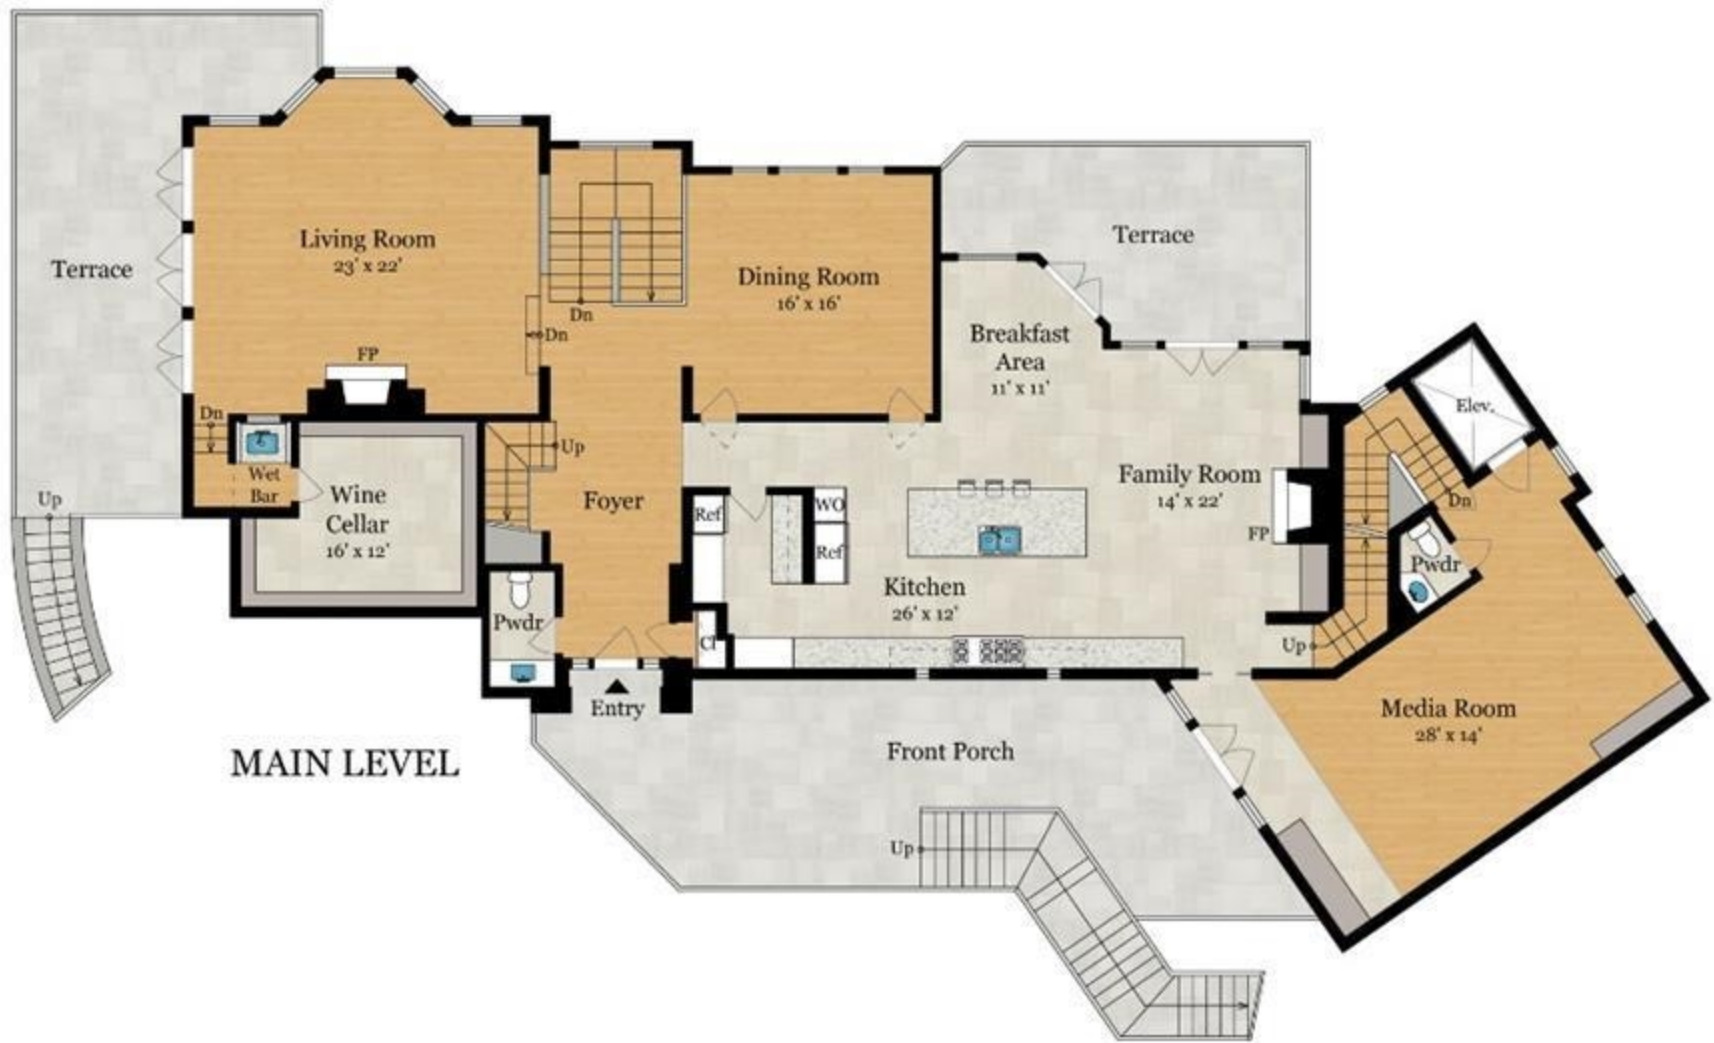 Terrace
Living Room
23' x 22'
FP
Dn
Dn
Dn
Dining Room
16' x 16'
Terrace
Breakfast
Area
11' x 11'
Elev.
Up
Wet
Bar
Wine
Cellar
16' x 12'
Up
Foyer
Ref
WO
Ref
Family Room
14' x 22'
FP
Dn
Pwdr
Kitchen
26' x 12'
Pwdr
Cl
Up
Entry
Media Room
28' x 14'
MAIN LEVEL
Front Porch
Up